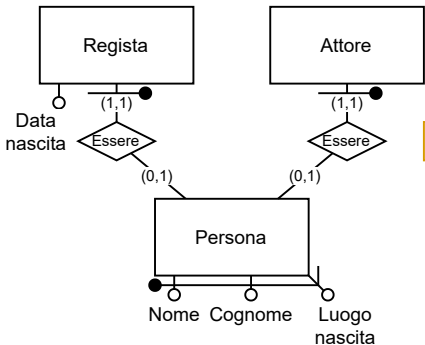 Regista
Attore
(1,1)
(1,1)
Data
nascita
Essere
Essere
(0,1)
(0,1)
Persona
Nome
Cognome
Luogo
nascita